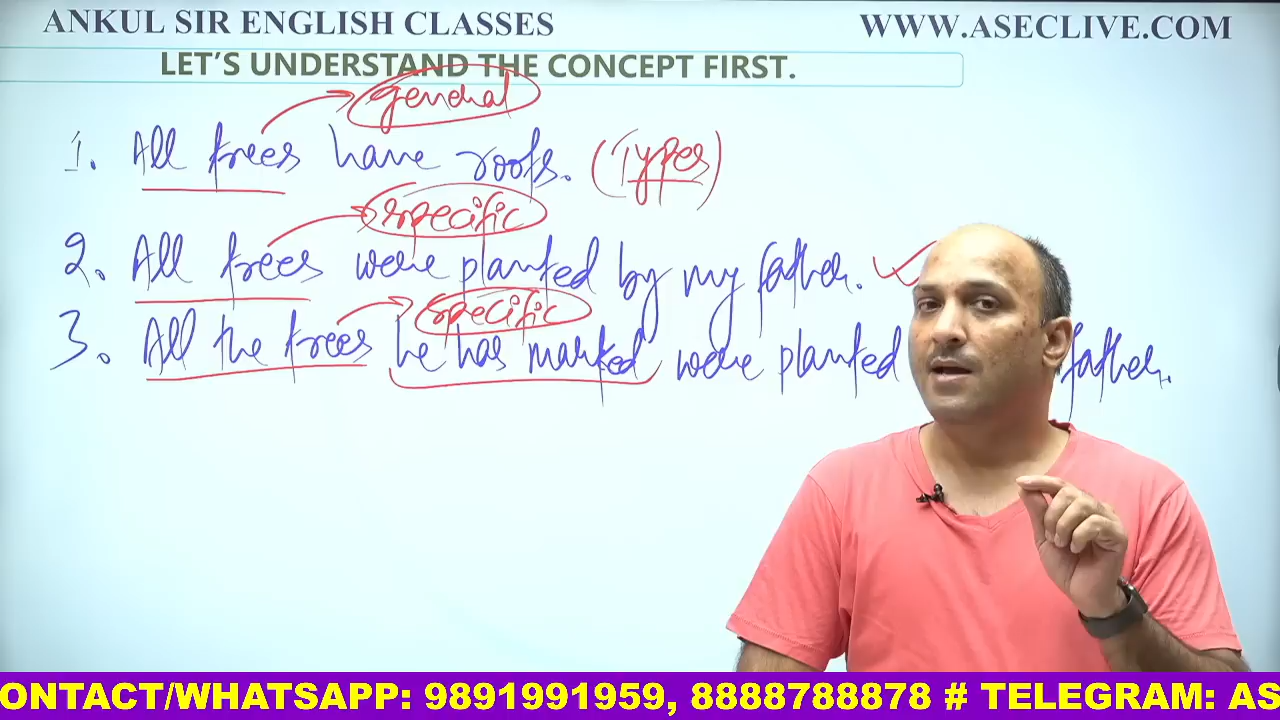 ANKUL SIR ENGLISH CLASSES
WWW.ASECLIVE.COM
LET'S UNDERSTAND THE CONCEPT FIRST.
general
1. All trees have roots. (Types)
specific
2. All trees were planted by my father.
specific
3. All the trees he has marked were planted father.
ONTACT/WHATSAPP: 9891991959, 8888788878 # TELEGRAM: AS